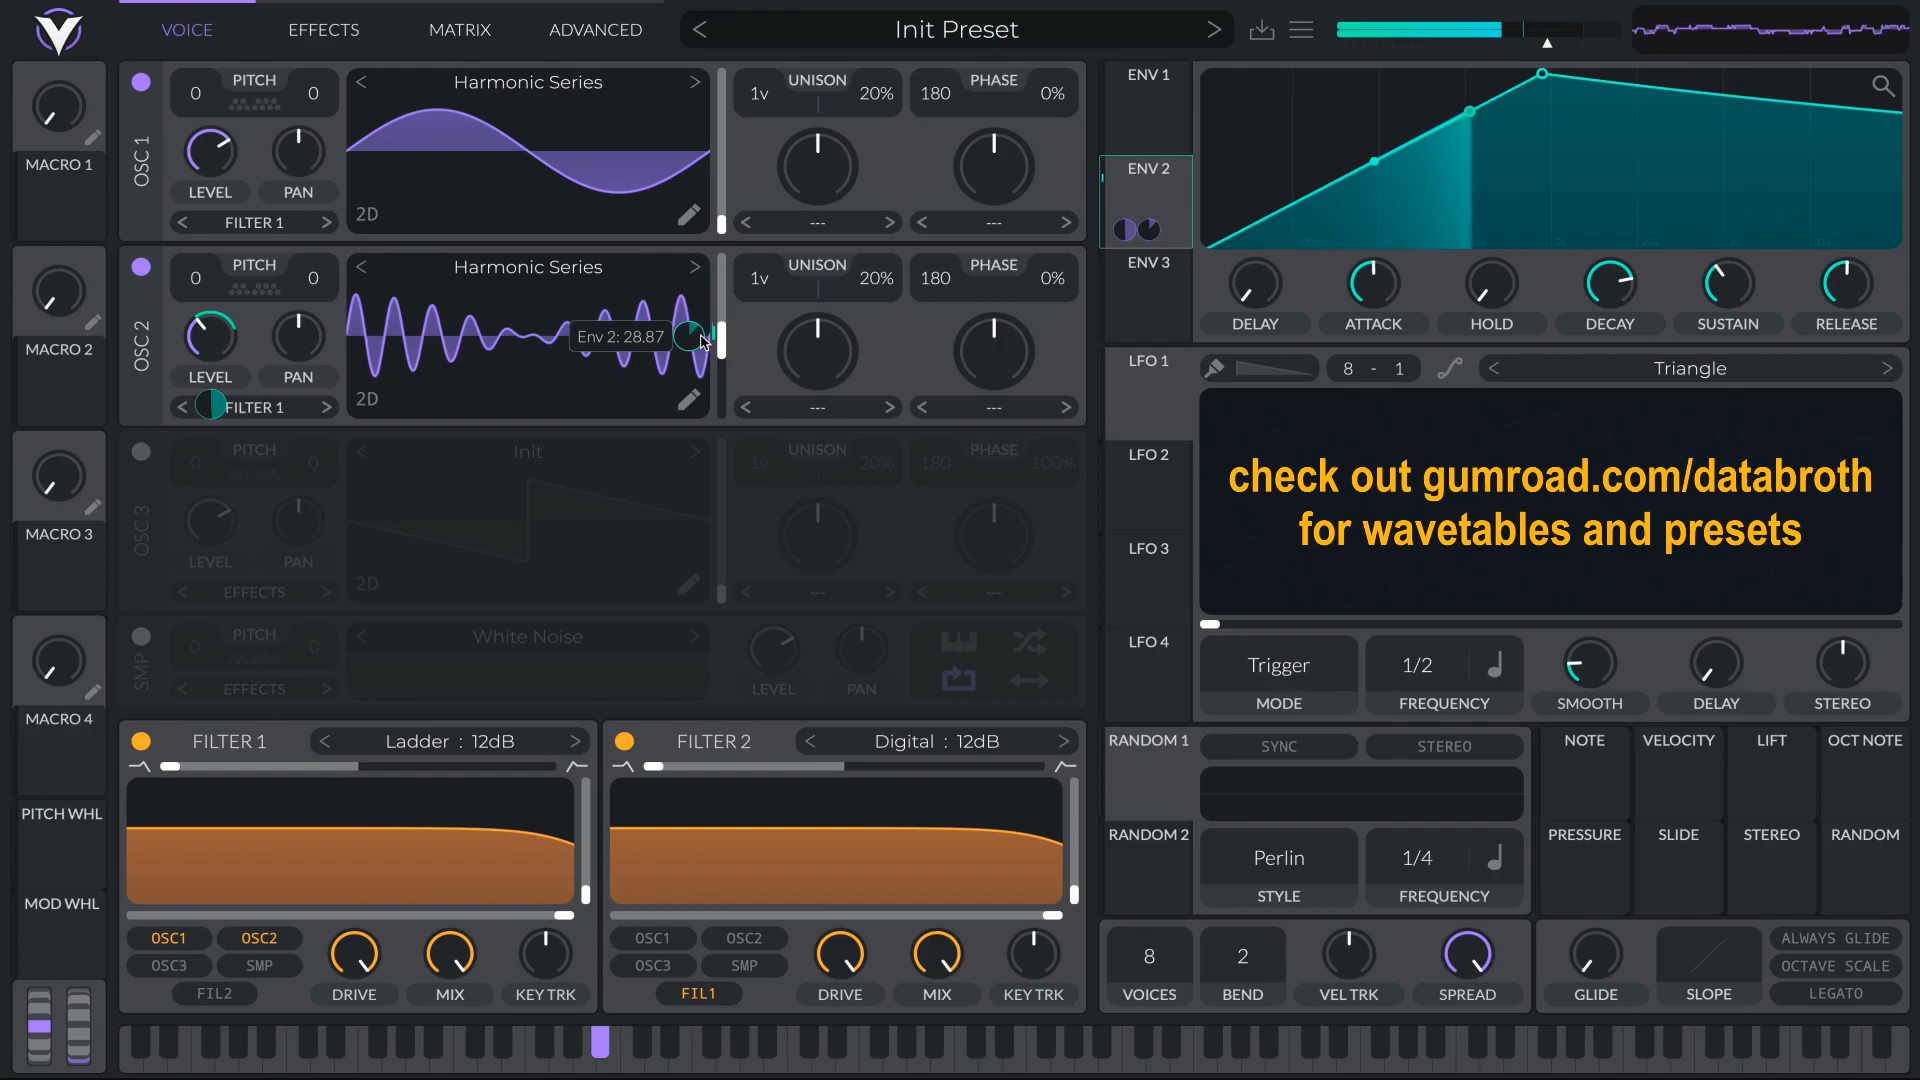 VOICE
EFFECTS
MATRIX
ADVANCED
Init Preset
MACRO 1
MACRO 2
MACRO 3
MACRO 4
PITCH WHL
MOD WHL
OSC 1
PITCH
0 0
LEVEL
PAN
FILTER 1
Harmonic Series
2D
UNISON
1v 20%
PHASE
180 0%
---
---
OSC 2
PITCH
0 0
LEVEL
PAN
FILTER 1
Harmonic Series
Env 2: 28.87
2D
UNISON
1v 20%
PHASE
180 0%
---
---
OSC 3
PITCH
0 0
LEVEL
PAN
EFFECTS
Init
2D
UNISON
1v 20%
PHASE
180 100%
---
---
SMP
PITCH
0 0
EFFECTS
White Noise
LEVEL
PAN
FILTER 1
Ladder : 12dB
OSC1
OSC2
OSC3
SMP
FIL2
DRIVE
MIX
KEY TRK
FILTER 2
Digital : 12dB
OSC1
OSC2
OSC3
SMP
FIL1
DRIVE
MIX
KEY TRK
ENV 1
ENV 2
ENV 3
DELAY
ATTACK
HOLD
DECAY
SUSTAIN
RELEASE
LFO 1
LFO 2
LFO 3
LFO 4
8 - 1
Triangle
check out gumroad.com/databroth
for wavetables and presets
Trigger
MODE
1/2
FREQUENCY
SMOOTH
DELAY
STEREO
RANDOM 1
RANDOM 2
SYNC
STEREO
Perlin
STYLE
1/4
FREQUENCY
NOTE
VELOCITY
LIFT
OCT NOTE
PRESSURE
SLIDE
STEREO
RANDOM
8
VOICES
2
BEND
VEL TRK
SPREAD
GLIDE
SLOPE
ALWAYS GLIDE
OCTAVE SCALE
LEGATO